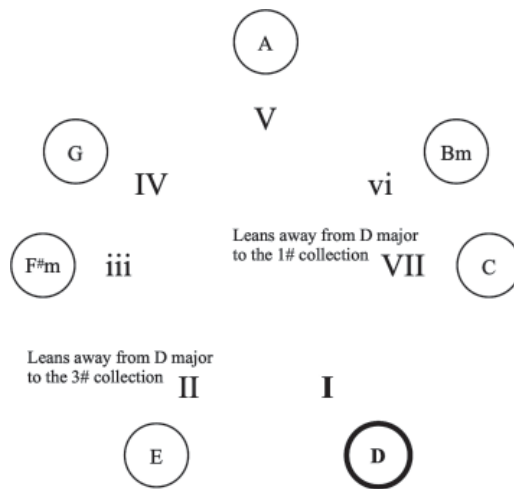 A
V
G
Bm
IV
vi
Leans away from D major
to the 1# collection
F#m
iii
VII
C
Leans away from D major
to the 3# collection
II
I
E
D